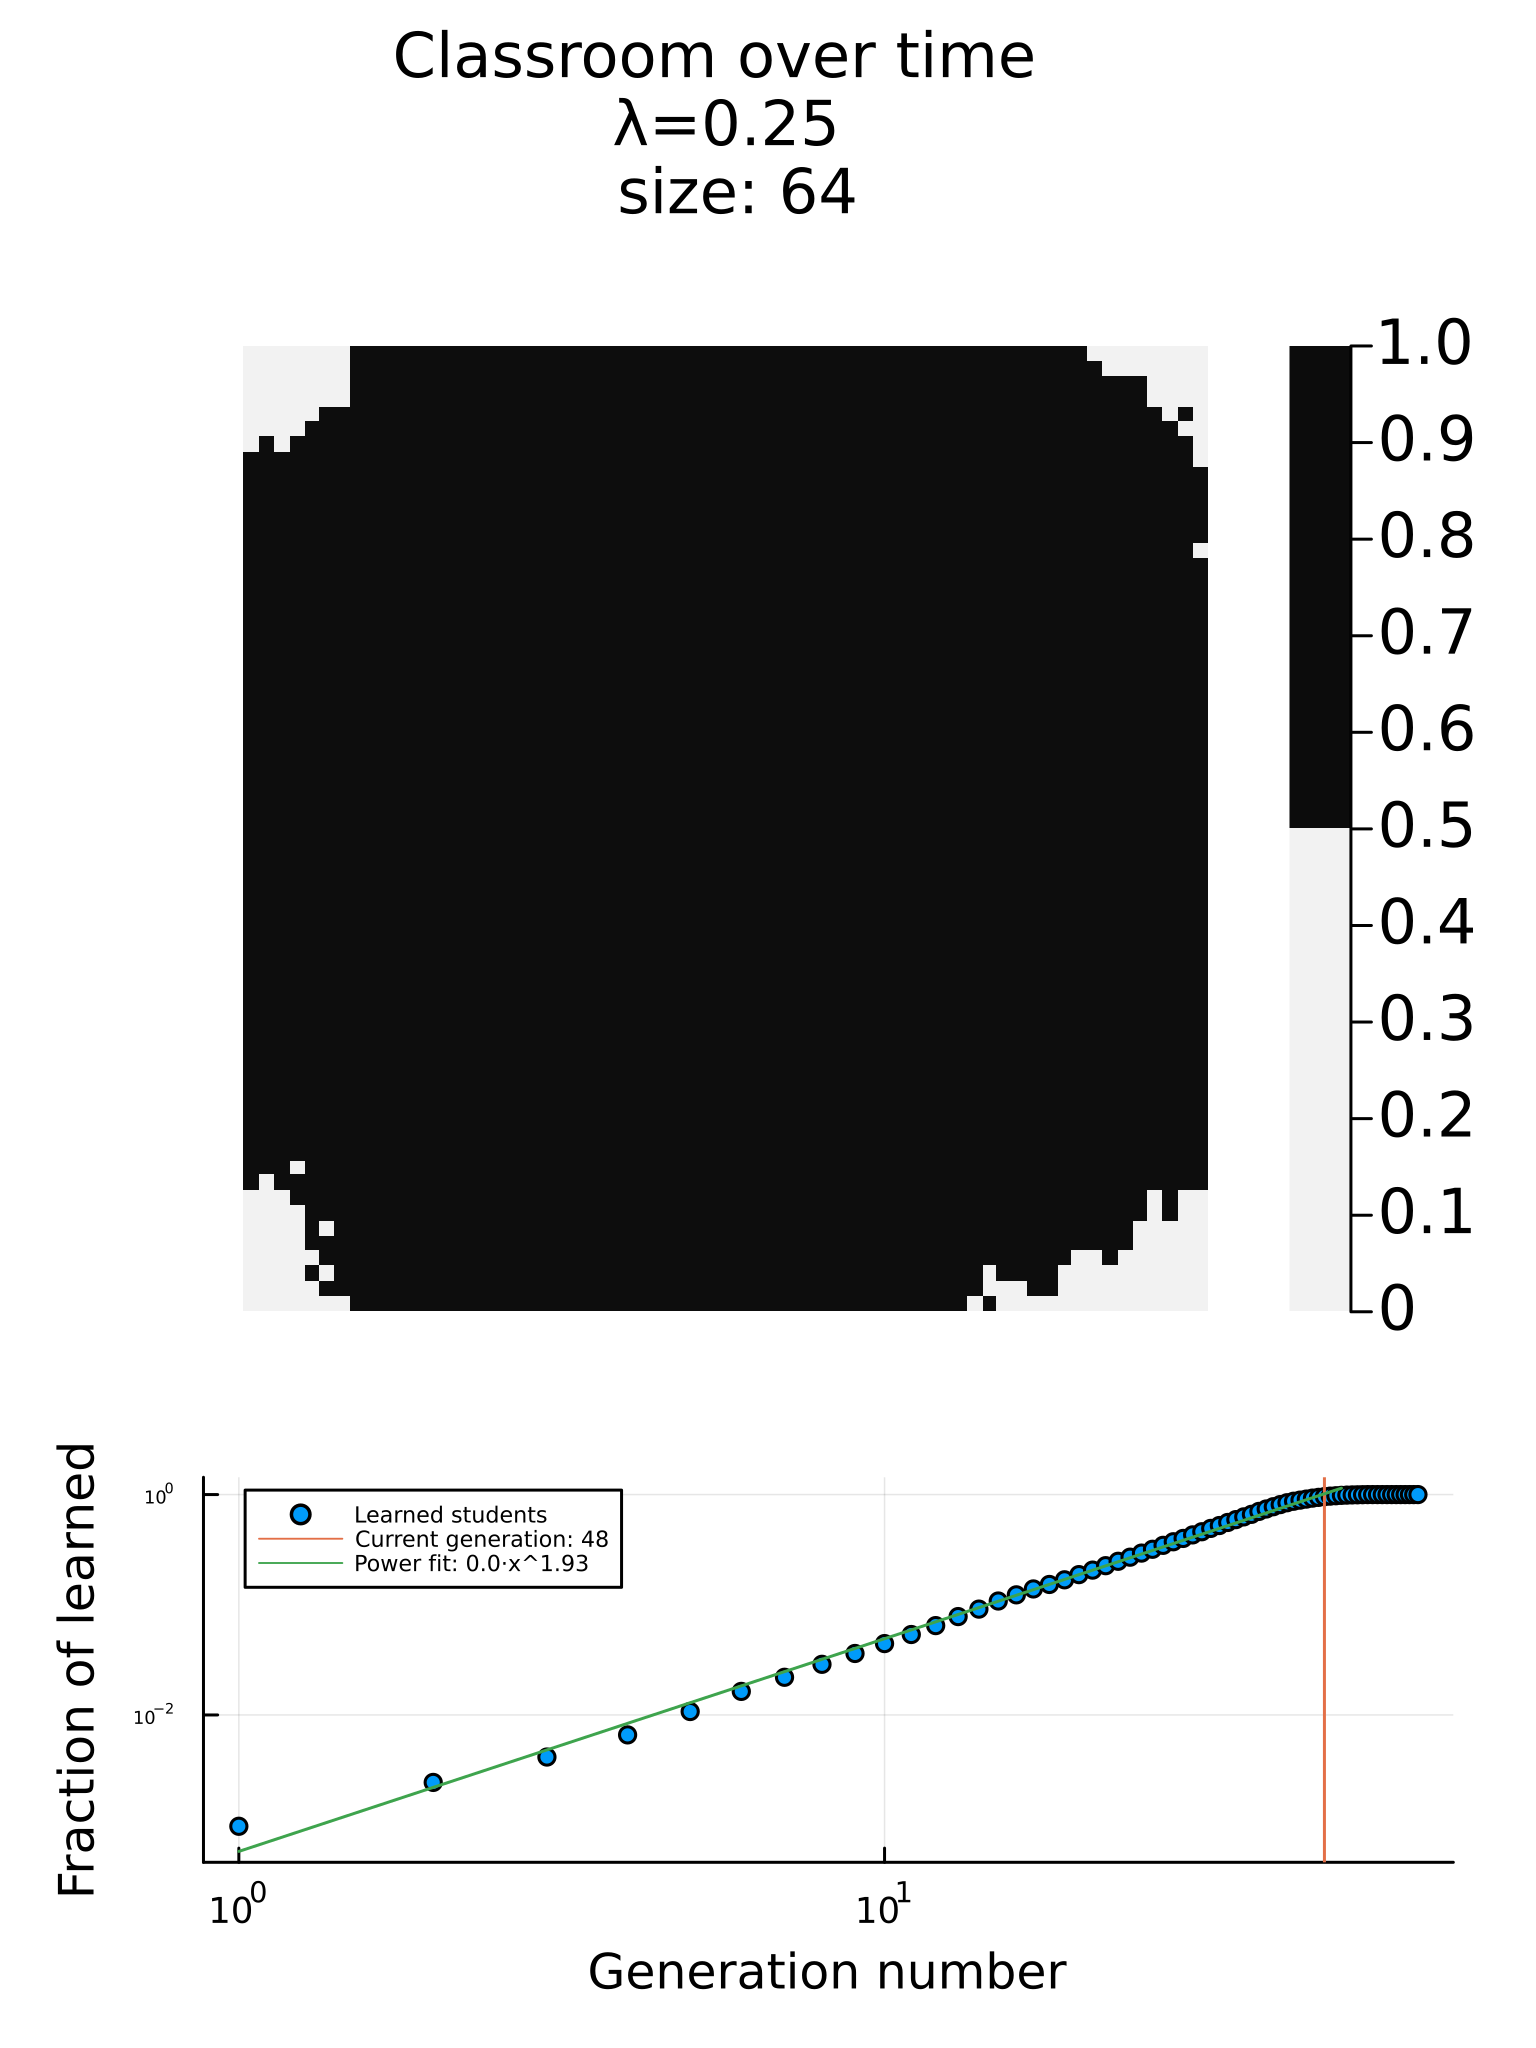 Classroom over time
λ=0.25
size: 64
1.0
0.9
0.8
0.7
0.6
0.5
0.4
0.3
0.2
0.1
0
Fraction of learned
10^0
10^−2
Learned students
Current generation: 48
Power fit: 0.0·x^1.93
10^0
10^1
Generation number